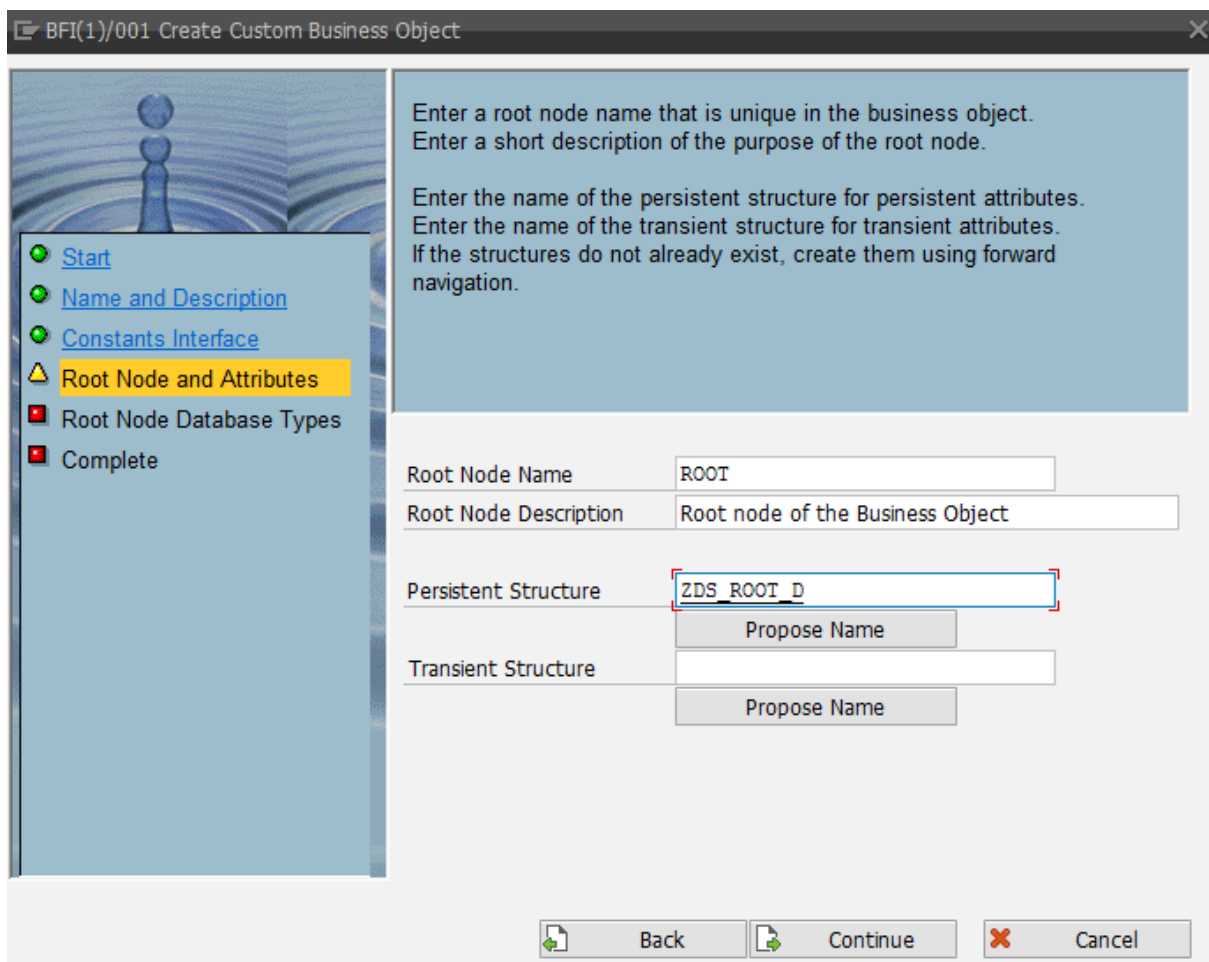 BFI(1)/001 Create Custom Business Object
Start
Name and Description
Constants Interface
Root Node and Attributes
Root Node Database Types
Complete
Enter a root node name that is unique in the business object.
Enter a short description of the purpose of the root node.
Enter the name of the persistent structure for persistent attributes.
Enter the name of the transient structure for transient attributes.
If the structures do not already exist, create them using forward
navigation.
Root Node Name ROOT
Root Node Description Root node of the Business Object
Persistent Structure ZDS_ROOT_D
Propose Name
Transient Structure
Propose Name
Back Continue Cancel